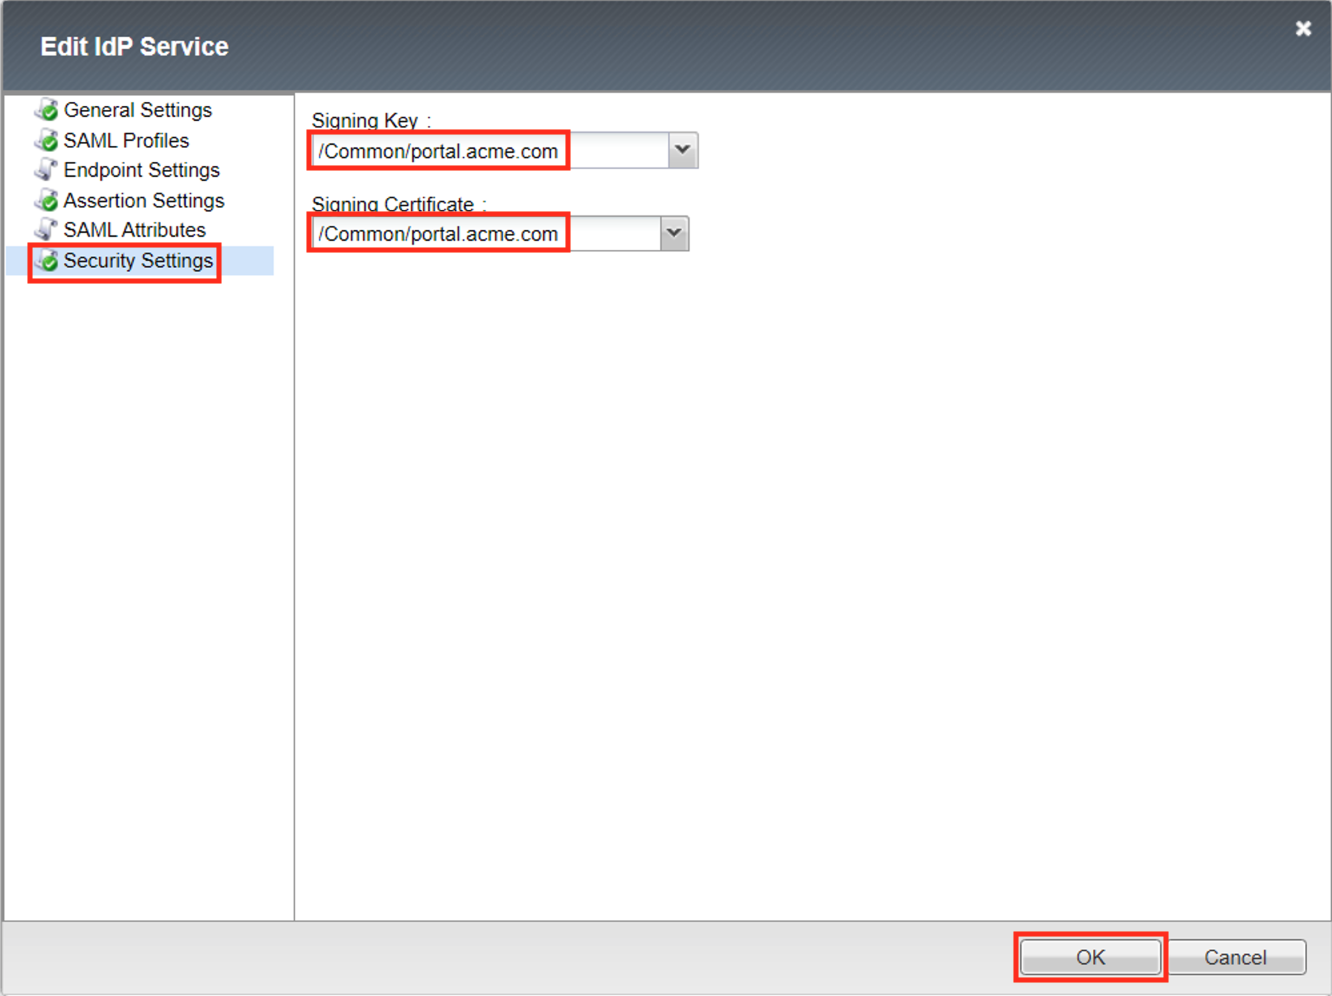 Edit IdP Service
General Settings
SAML Profiles
Endpoint Settings
Assertion Settings
SAML Attributes
Security Settings
Signing Key :
/Common/portal.acme.com
Signing Certificate :
/Common/portal.acme.com
OK
Cancel